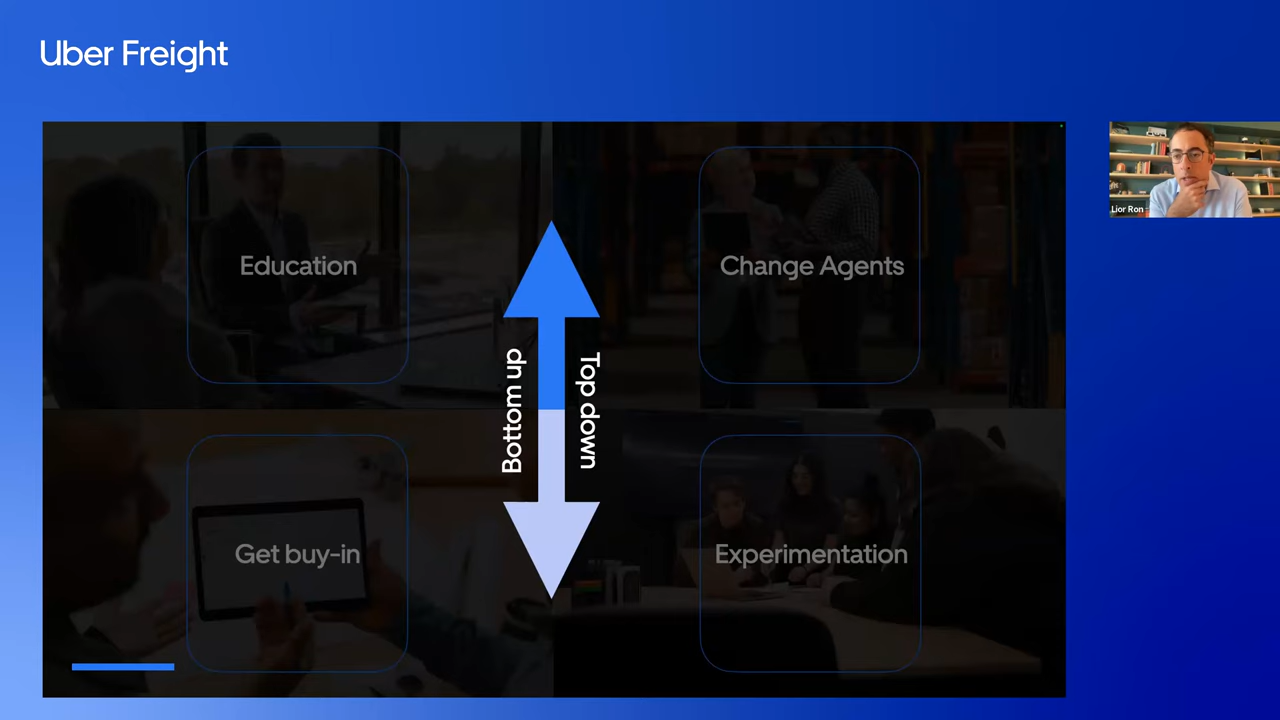 Uber Freight
Education
Change Agents
Bottom up
Top down
Get buy-in
Experimentation
Lior Ron